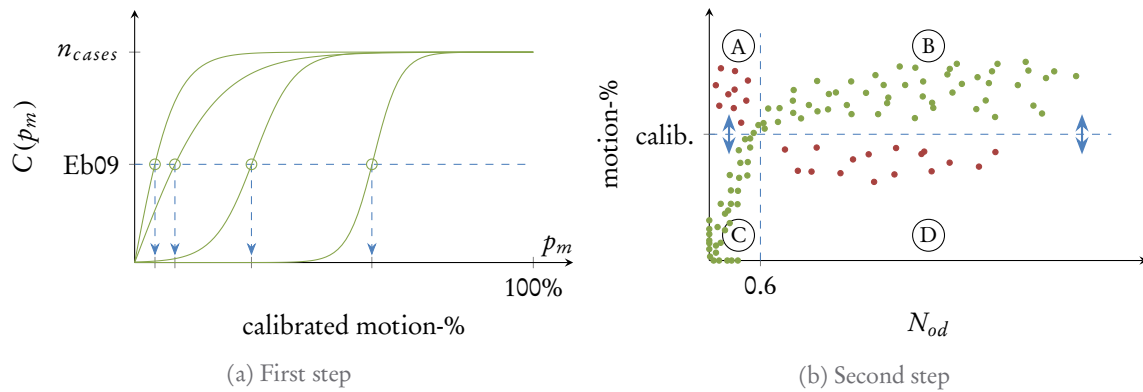 n_cases
C(p_m)
Eb09
p_m
100%
calibrated motion-%
(a) First step
A
B
motion-%
calib.
C
D
0.6
N_od
(b) Second step